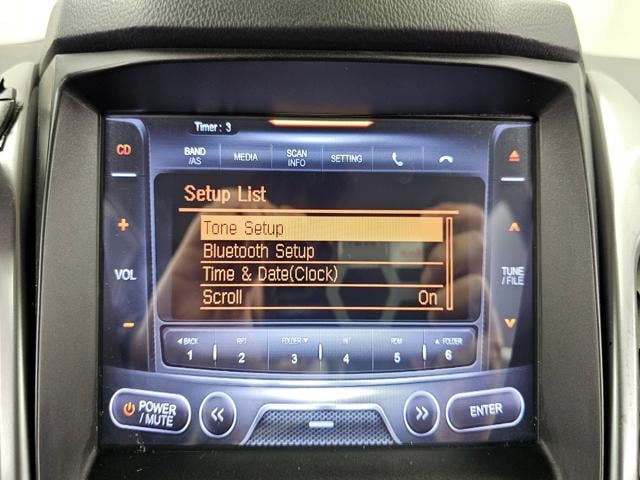 Timer : 3
CD
BAND
/AS
MEDIA
SCAN
INFO
SETTING
Setup List
Tone Setup
Bluetooth Setup
Time & Date(Clock)
Scroll On
+
VOL
−
TUNE
/ FILE
◀ BACK RPT FOLDER ▼ INT RDM ▲ FOLDER
1 2 3 4 5 6
POWER
/ MUTE
ENTER